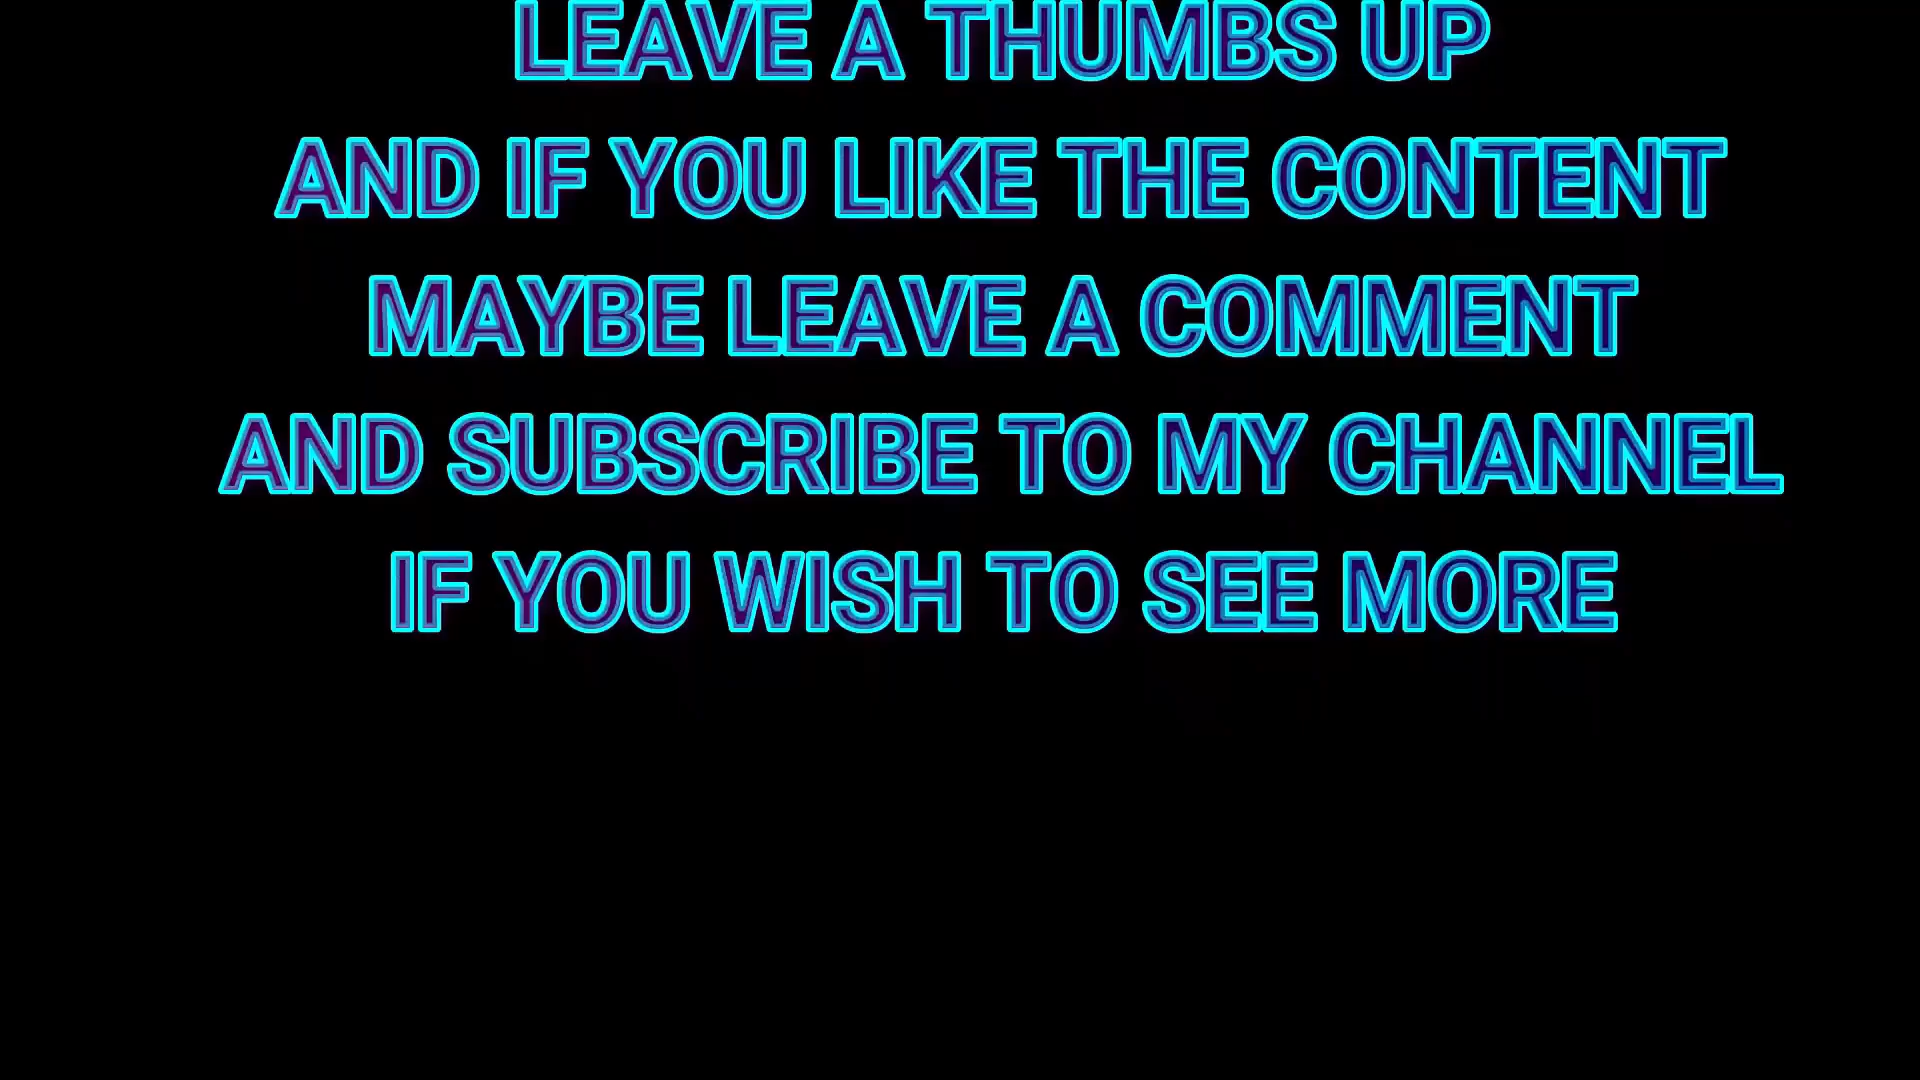 LEAVE A THUMBS UP
AND IF YOU LIKE THE CONTENT
MAYBE LEAVE A COMMENT
AND SUBSCRIBE TO MY CHANNEL
IF YOU WISH TO SEE MORE